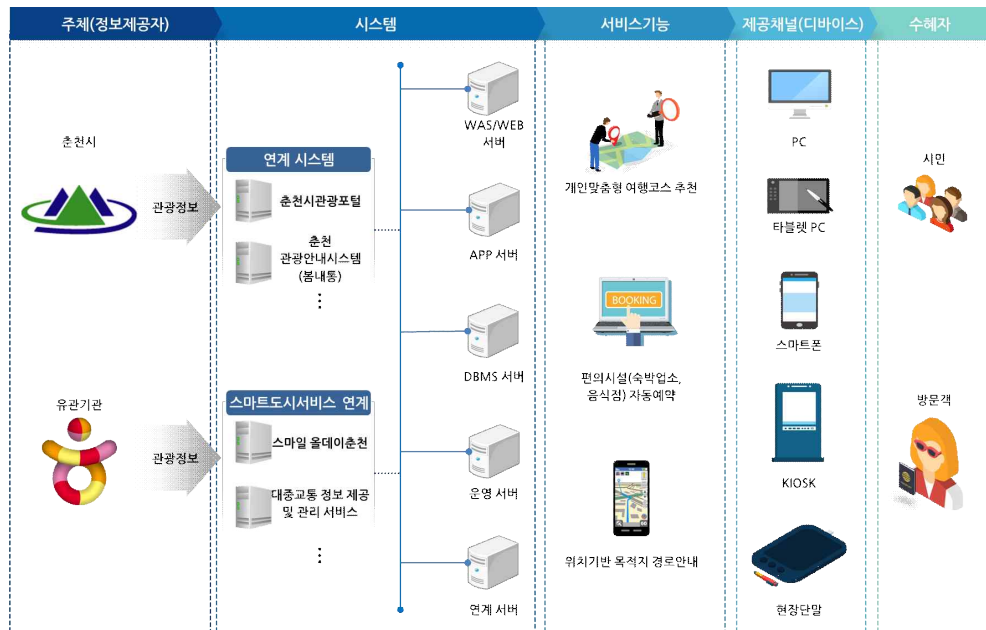 주체(정보제공자)
시스템
서비스기능
제공채널(디바이스)
수혜자
춘천시
관광정보
유관기관
관광정보
연계 시스템
춘천시관광포털
춘천
관광안내시스템
(봄내통)
스마트도시서비스 연계
스마일 올데이춘천
대중교통 정보 제공
및 관리 서비스
WAS/WEB
서버
APP 서버
DBMS 서버
운영 서버
연계 서버
개인맞춤형 여행코스 추천
BOOKING
편의시설(숙박업소,
음식점) 자동예약
위치기반 목적지 경로안내
PC
타블렛 PC
스마트폰
KIOSK
현장단말
시민
방문객